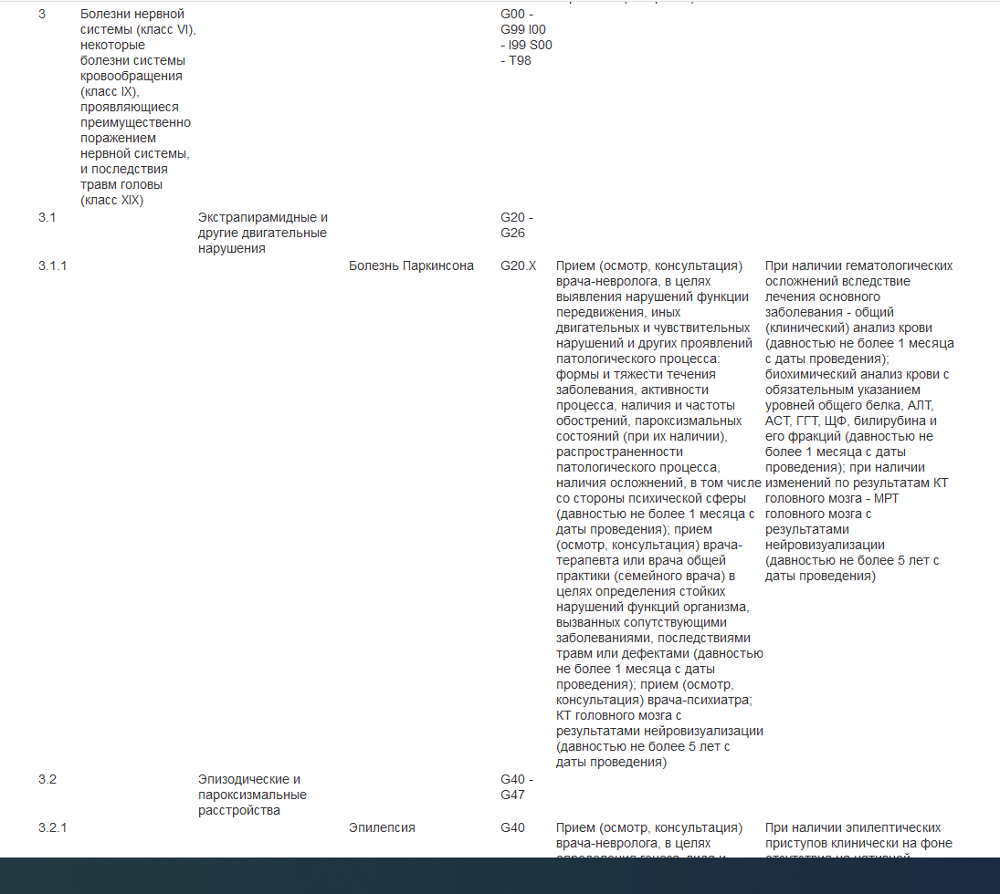 3
Болезни нервной
системы (класс VI),
некоторые
болезни системы
кровообращения
(класс IX),
проявляющиеся
преимущественно
поражением
нервной системы,
и последствия
травм головы
(класс XIX)
G00 -
G99 I00
- I99 S00
- T98
3.1
Экстрапирамидные и
другие двигательные
нарушения
G20 -
G26
3.1.1
Болезнь Паркинсона
G20.X
Прием (осмотр, консультация)
врача-невролога, в целях
выявления нарушений функции
передвижения, иных
двигательных и чувствительных
нарушений и других проявлений
патологического процесса:
формы и тяжести течения
заболевания, активности
процесса, наличия и частоты
обострений, пароксизмальных
состояний (при их наличии),
распространенности
патологического процесса,
наличия осложнений, в том числе
со стороны психической сферы
(давностью не более 1 месяца с
даты проведения); прием
(осмотр, консультация) врача-
терапевта или врача общей
практики (семейного врача) в
целях определения стойких
нарушений функций организма,
вызванных сопутствующими
заболеваниями, последствиями
травм или дефектами (давностью
не более 1 месяца с даты
проведения); прием (осмотр,
консультация) врача-психиатра;
КТ головного мозга с
результатами нейровизуализации
(давностью не более 5 лет с
даты проведения)
При наличии гематологических
осложнений вследствие
лечения основного
заболевания - общий
(клинический) анализ крови
(давностью не более 1 месяца
с даты проведения);
биохимический анализ крови с
обязательным указанием
уровней общего белка, АЛТ,
АСТ, ГГТ, ЩФ, билирубина и
его фракций (давностью не
более 1 месяца с даты
проведения); при наличии
изменений по результатам КТ
головного мозга - МРТ
головного мозга с
результатами
нейровизуализации
(давностью не более 5 лет с
даты проведения)
3.2
Эпизодические и
пароксизмальные
расстройства
G40 -
G47
3.2.1
Эпилепсия
G40
Прием (осмотр, консультация)
врача-невролога, в целях
При наличии эпилептических
приступов клинически на фоне